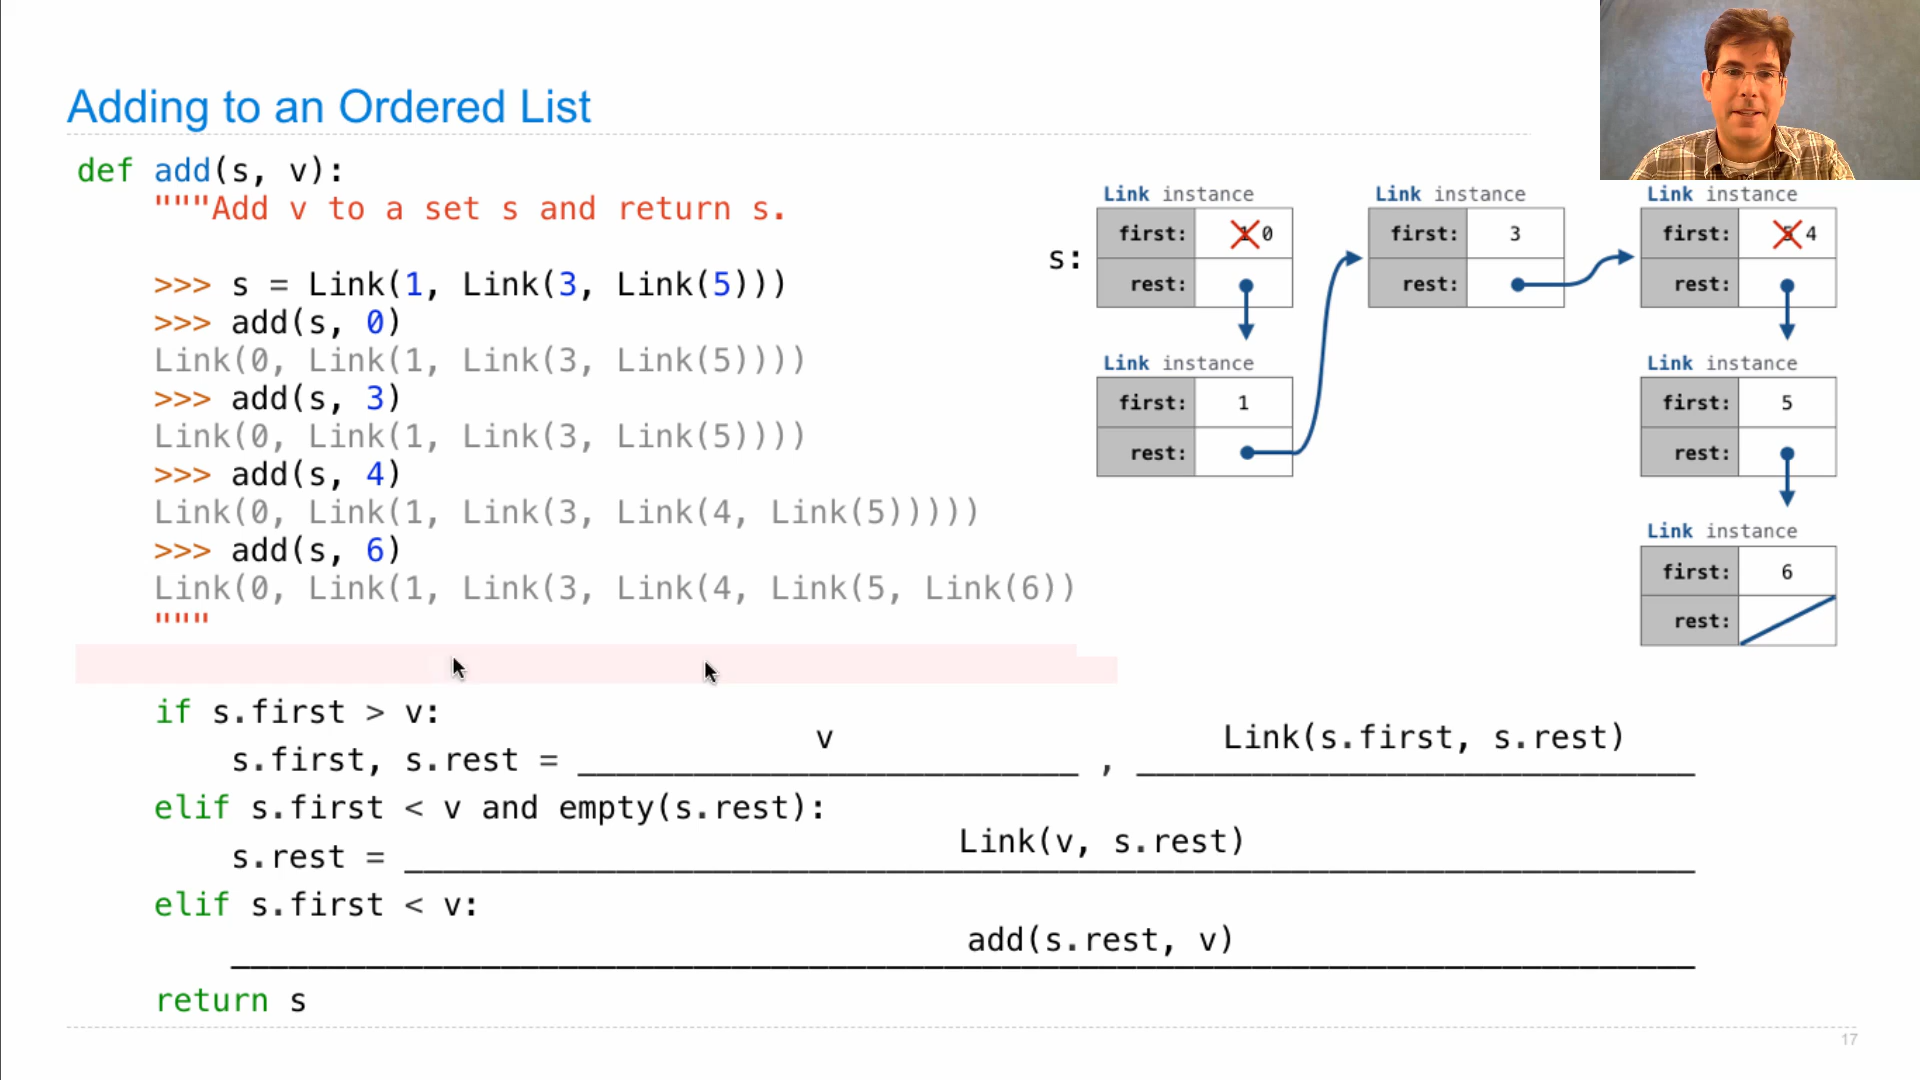 Adding to an Ordered List
def add(s, v):
"""Add v to a set s and return s.
>>> s = Link(1, Link(3, Link(5)))
>>> add(s, 0)
Link(0, Link(1, Link(3, Link(5))))
>>> add(s, 3)
Link(0, Link(1, Link(3, Link(5))))
>>> add(s, 4)
Link(0, Link(1, Link(3, Link(4, Link(5)))))
>>> add(s, 6)
Link(0, Link(1, Link(3, Link(4, Link(5, Link(6))
"""
s:
Link instance
first: 1 0
rest:
Link instance
first: 1
rest:
Link instance
first: 3
rest:
Link instance
first: 5 4
rest:
Link instance
first: 5
rest:
Link instance
first: 6
rest:
if s.first > v:
s.first, s.rest = v , Link(s.first, s.rest)
elif s.first < v and empty(s.rest):
s.rest = Link(v, s.rest)
elif s.first < v:
add(s.rest, v)
return s
17